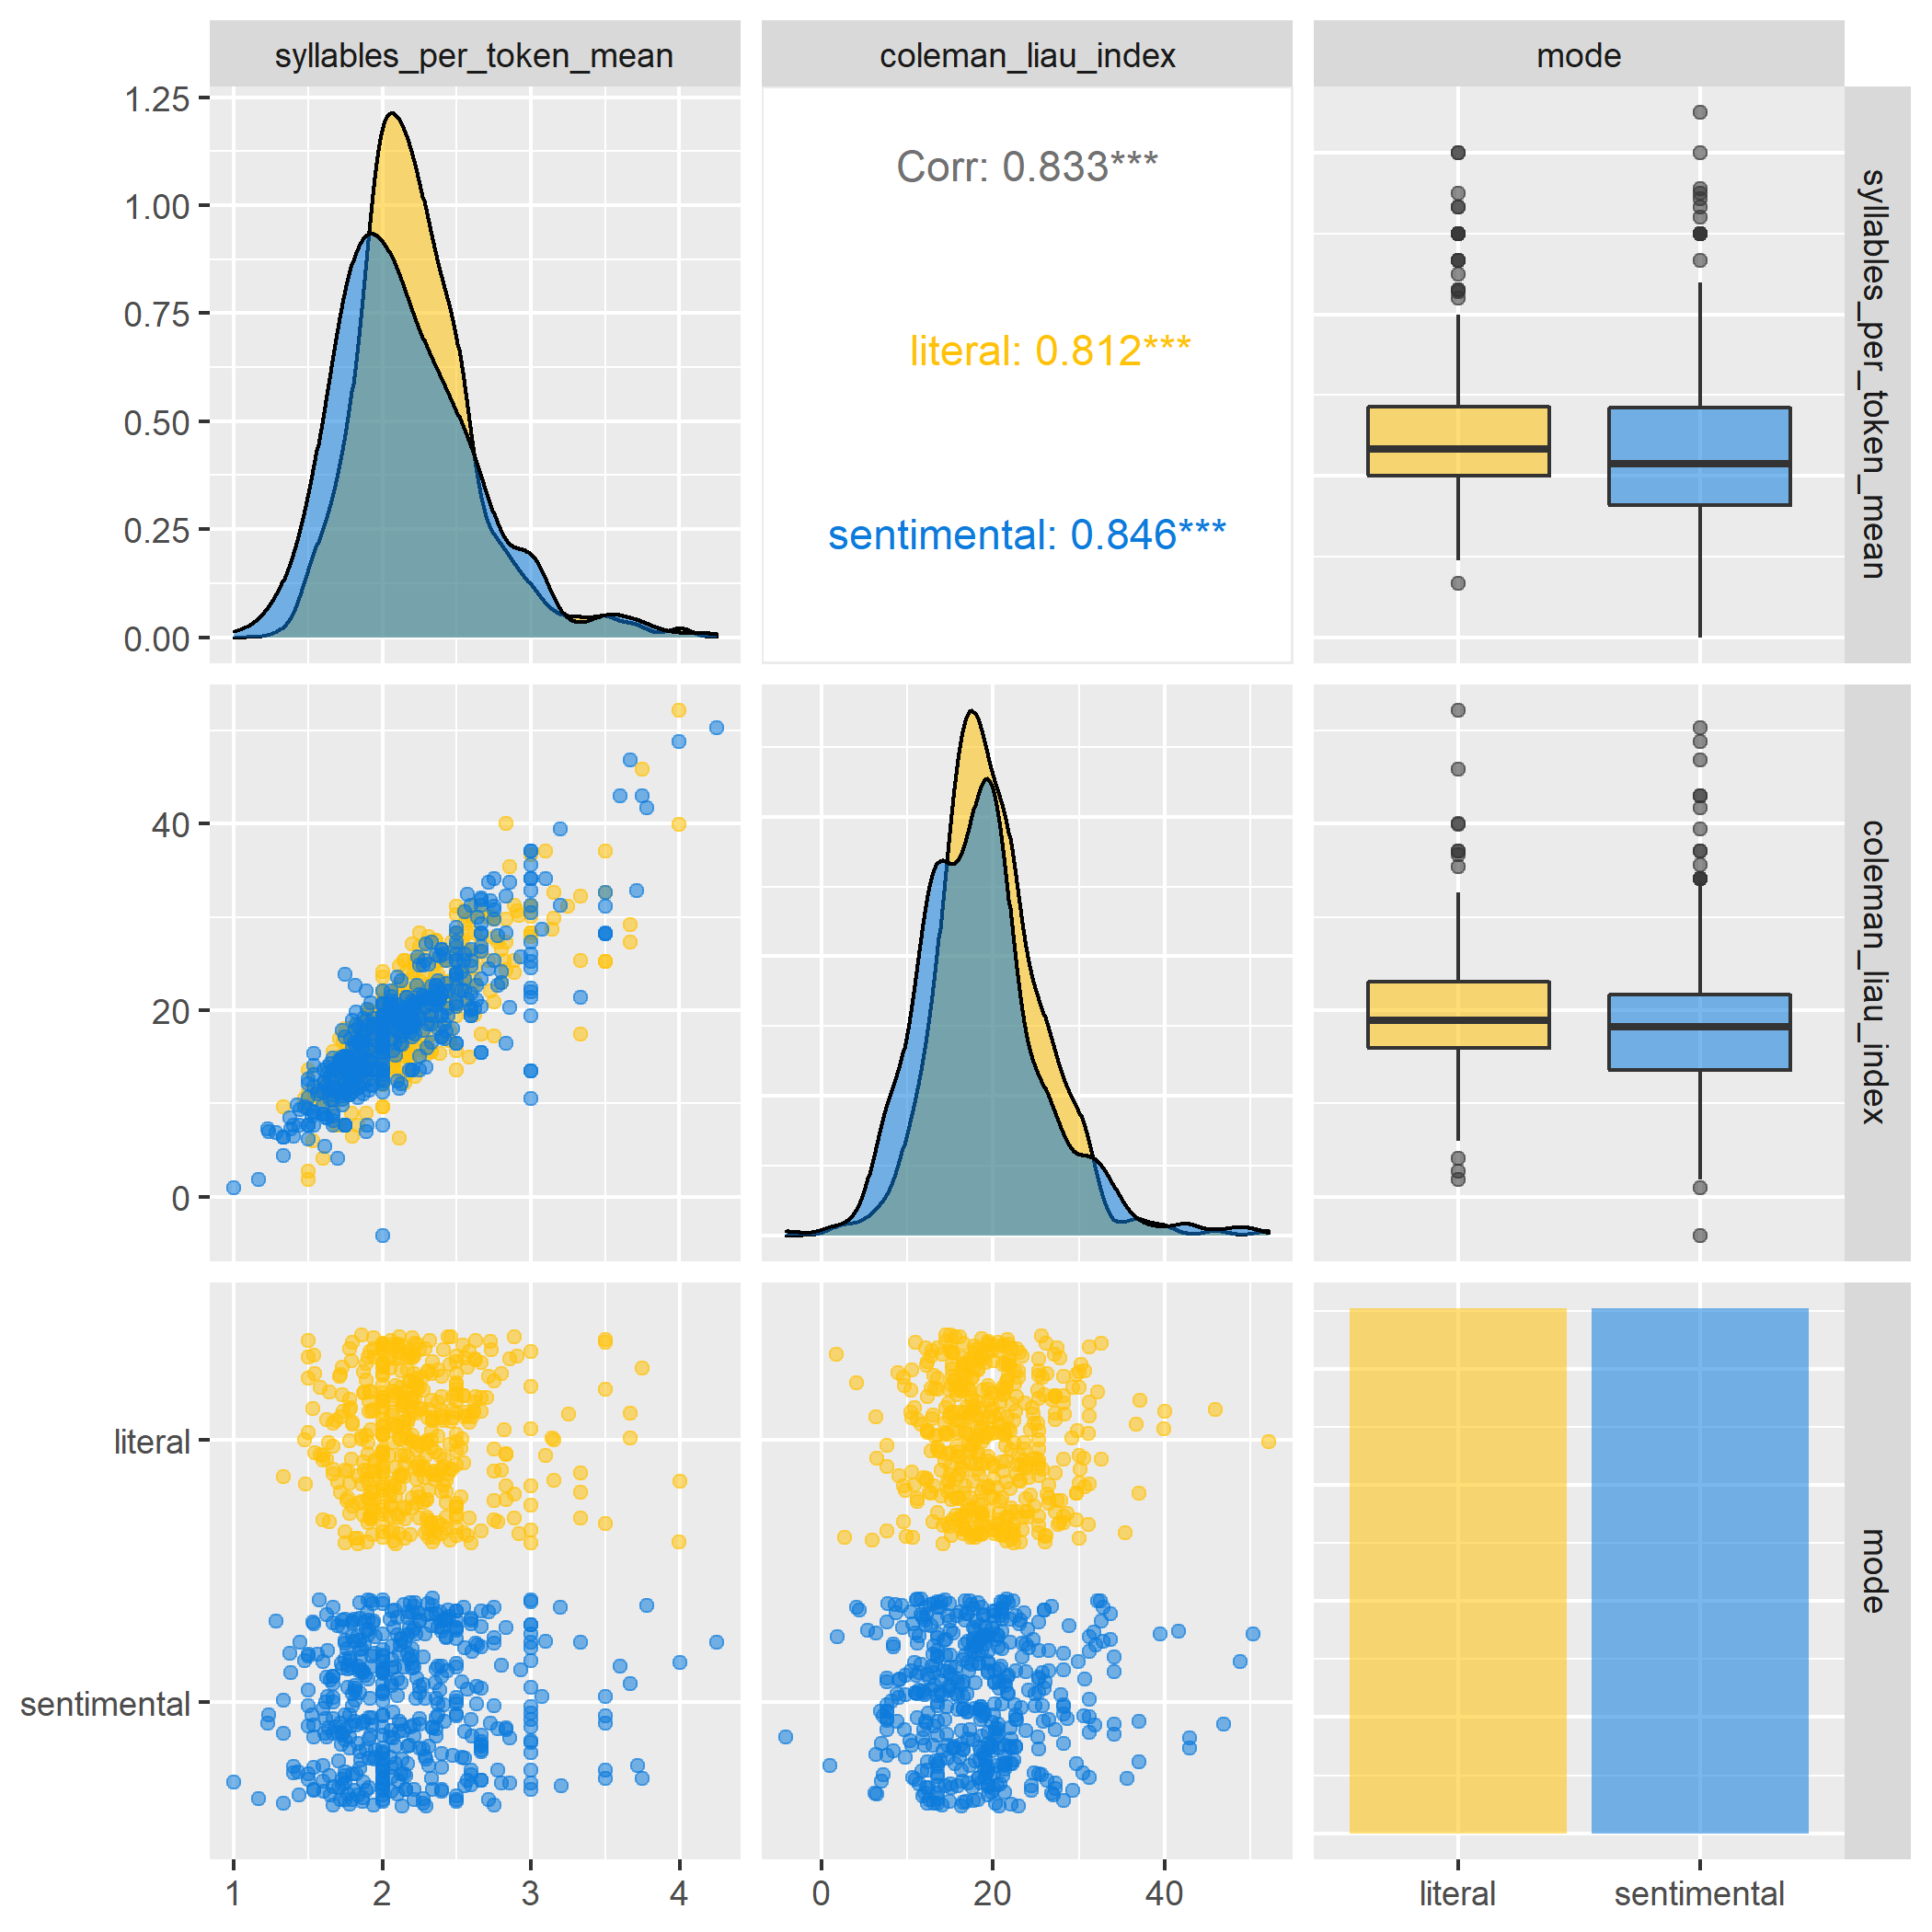 syllables_per_token_mean
coleman_liau_index
mode
1.25
1.00
0.75
0.50
0.25
0.00
Corr: 0.833***
literal: 0.812***
sentimental: 0.846***
syllables_per_token_mean
40
20
0
coleman_liau_index
literal
sentimental
mode
1 2 3 4
0 20 40
literal sentimental